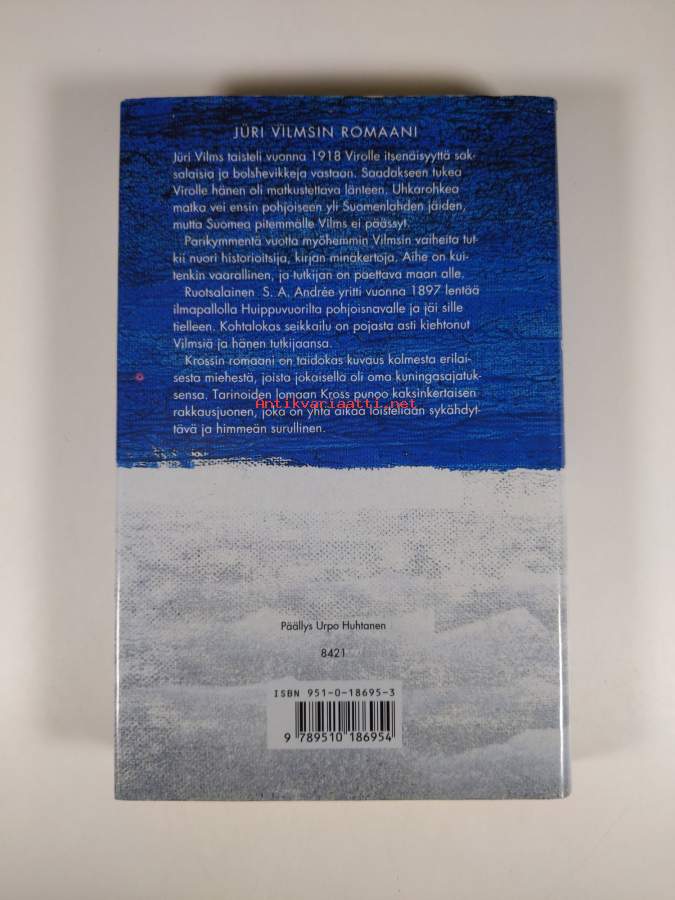 JÜRI VILMSIN ROMAANI
Jüri Vilms taisteli vuonna 1918 Virolle itsenäisyyttä sak-
salaisia ja bolshevikkeja vastaan. Saadakseen tukea
Virolle hänen oli matkustettava länteen. Uhkarohkea
matka vei ensin pohjoiseen yli Suomenlahden jäiden,
mutta Suomea pitemmälle Vilms ei päässyt.
Parikymmentä vuotta myöhemmin Vilmsin vaiheita tut-
kii nuori historioitsija, kirjan minäkertoja. Aihe on kui-
tenkin vaarallinen, ja tutkijan on paettava maan alle.
Ruotsalainen S. A. Andrée yritti vuonna 1897 lentää
ilmapallolla Huippuvuorilta pohjoisnavalle ja jäi sille
tielleen. Kohtalokas seikkailu on pojasta asti kiehtonut
Vilmsiä ja hänen tutkijaansa.
Krossin romaani on taidokas kuvaus kolmesta erilai-
sesta miehestä, joista jokaisella oli oma kuningasajatuk-
sensa. Tarinoiden lomaan Kross punoo kaksinkertaisen
Antikvariaatti.net
rakkausjuonen, joka on yhtä aikaa loisteliaan sykähdyt-
tävä ja himmeän surullinen.
Päällys Urpo Huhtanen
8421
ISBN 951-0-18695-3
9 789510 186954